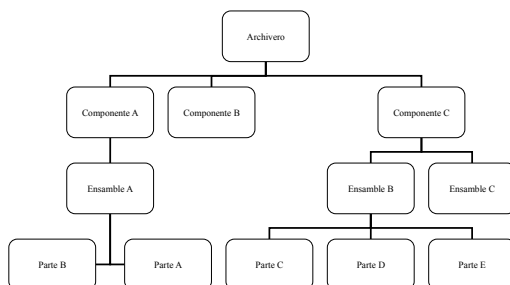 Archivero
Componente A
Componente B
Componente C
Ensamble A
Ensamble B
Ensamble C
Parte B
Parte A
Parte C
Parte D
Parte E